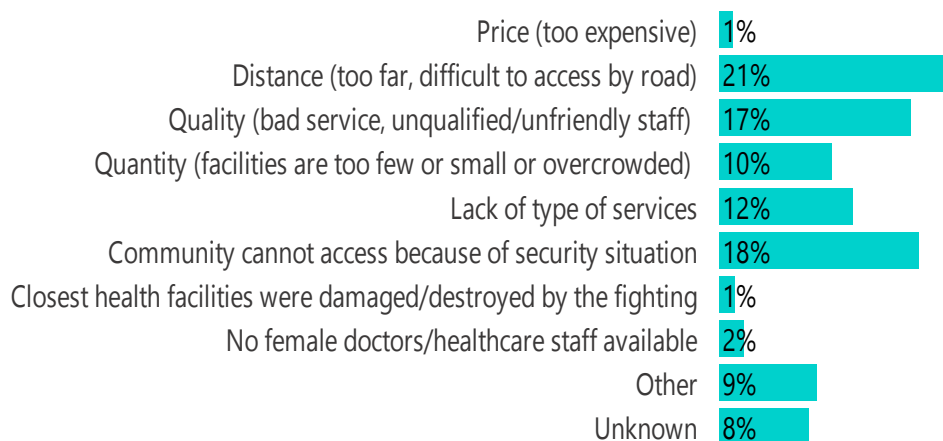 Price (too expensive) 1%
Distance (too far, difficult to access by road) 21%
Quality (bad service, unqualified/unfriendly staff) 17%
Quantity (facilities are too few or small or overcrowded) 10%
Lack of type of services 12%
Community cannot access because of security situation 18%
Closest health facilities were damaged/destroyed by the fighting 1%
No female doctors/healthcare staff available 2%
Other 9%
Unknown 8%